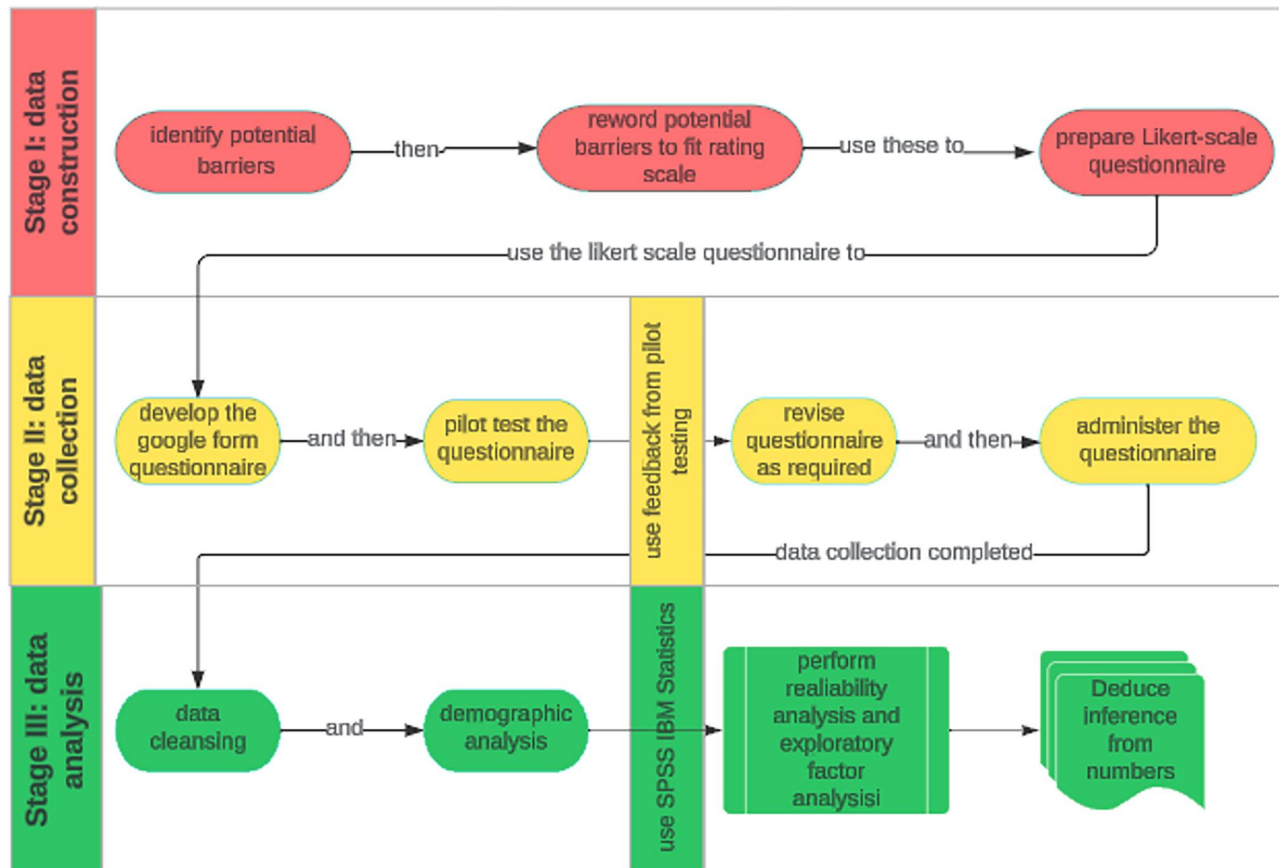 Stage I: data
construction
identify potential
barriers
then
reword potential
barriers to fit rating
scale
use these to
prepare Likert-scale
questionnaire
use the likert scale questionnaire to
Stage II: data
collection
develop the
google form
questionnaire
and then
pilot test the
questionnaire
use feedback from pilot
testing
revise
questionnaire
as required
and then
administer the
questionnaire
data collection completed
Stage III: data
analysis
data
cleansing
and
demographic
analysis
use SPSS IBM Statistics
perform
realiability
analysis and
exploratory
factor
analysisi
Deduce
inference
from
numbers